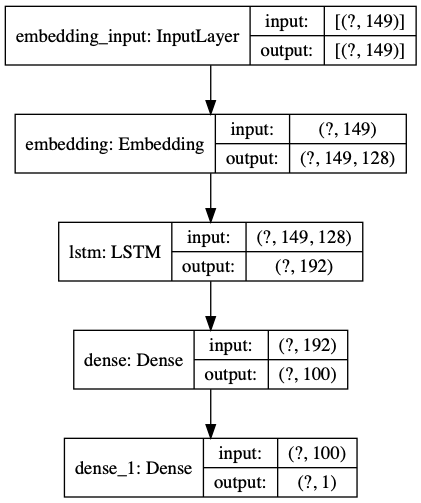 embedding_input: InputLayer
input:
[(?, 149)]
output:
[(?, 149)]
embedding: Embedding
input:
(?, 149)
output:
(?, 149, 128)
lstm: LSTM
input:
(?, 149, 128)
output:
(?, 192)
dense: Dense
input:
(?, 192)
output:
(?, 100)
dense_1: Dense
input:
(?, 100)
output:
(?, 1)